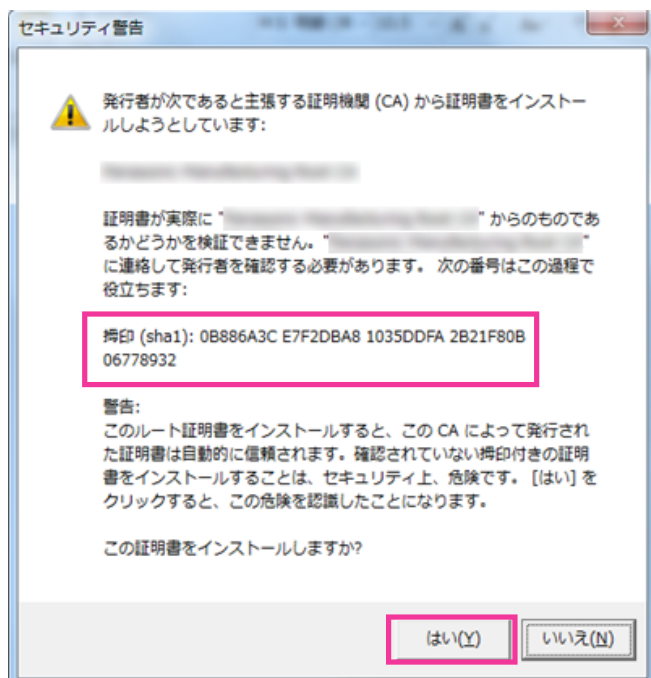 セキュリティ警告
発行者が次であると主張する証明機関 (CA) から証明書をインストー
ルしようとしています:
証明書が実際に "" からのものであ
るかどうかを検証できません。""
に連絡して発行者を確認する必要があります。 次の番号はこの過程で
役立ちます:
拇印 (sha1): 0B886A3C E7F2DBA8 1035DDFA 2B21F80B
06778932
警告:
このルート証明書をインストールすると、この CA によって発行され
た証明書は自動的に信頼されます。確認されていない拇印付きの証明
書をインストールすることは、セキュリティ上、危険です。 [はい] を
クリックすると、この危険を認識したことになります。
この証明書をインストールしますか?
はい(Y)
いいえ(N)